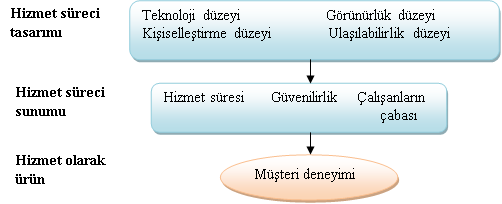 Hizmet süreci
tasarımı
Teknoloji düzeyi Görünürlük düzeyi
Kişiselleştirme düzeyi Ulaşılabilirlik düzeyi
Hizmet süreci
sunumu
Hizmet süresi Güvenilirlik Çalışanların
çabası
Hizmet olarak
ürün
Müşteri deneyimi